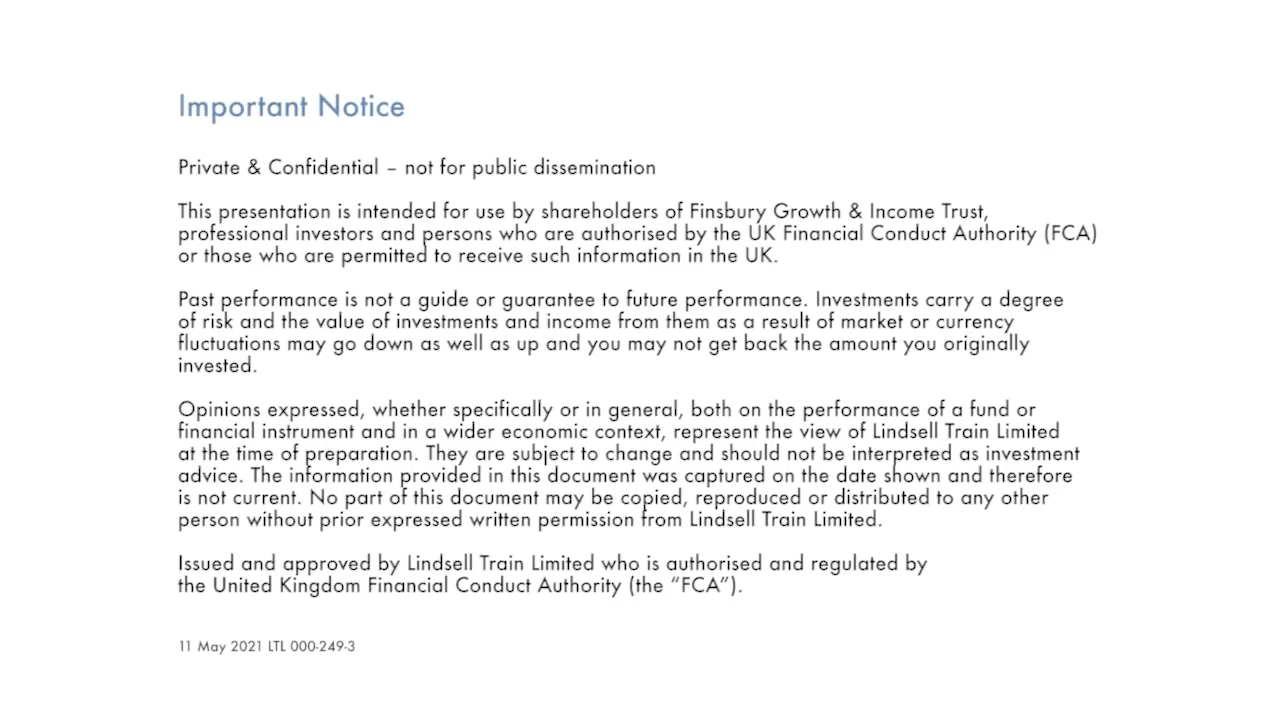 Important Notice
Private & Confidential – not for public dissemination
This presentation is intended for use by shareholders of Finsbury Growth & Income Trust,
professional investors and persons who are authorised by the UK Financial Conduct Authority (FCA)
or those who are permitted to receive such information in the UK.
Past performance is not a guide or guarantee to future performance. Investments carry a degree
of risk and the value of investments and income from them as a result of market or currency
fluctuations may go down as well as up and you may not get back the amount you originally
invested.
Opinions expressed, whether specifically or in general, both on the performance of a fund or
financial instrument and in a wider economic context, represent the view of Lindsell Train Limited
at the time of preparation. They are subject to change and should not be interpreted as investment
advice. The information provided in this document was captured on the date shown and therefore
is not current. No part of this document may be copied, reproduced or distributed to any other
person without prior expressed written permission from Lindsell Train Limited.
Issued and approved by Lindsell Train Limited who is authorised and regulated by
the United Kingdom Financial Conduct Authority (the “FCA”).
11 May 2021 LTL 000-249-3